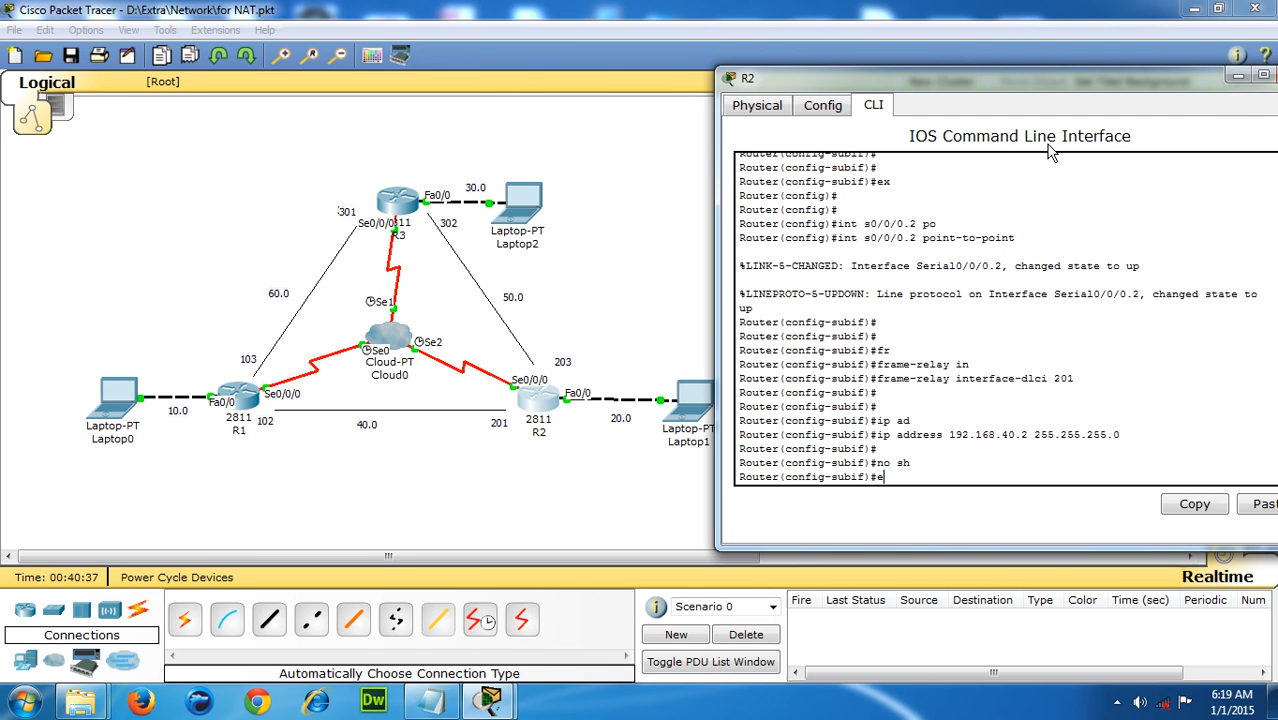 Cisco Packet Tracer - D:\Extra\Network\for NAT.pkt
File Edit Options View Tools Extensions Help
Logical
[Root]
R2
Physical Config CLI
IOS Command Line Interface
Router(config-subif)#
Router(config-subif)#
Router(config-subif)#ex
Router(config)#
Router(config)#
Router(config)#int s0/0/0.2 po
Router(config)#int s0/0/0.2 point-to-point
%LINK-5-CHANGED: Interface Serial0/0/0.2, changed state to up
%LINEPROTO-5-UPDOWN: Line protocol on Interface Serial0/0/0.2, changed state to
up
Router(config-subif)#
Router(config-subif)#
Router(config-subif)#fr
Router(config-subif)#frame-relay in
Router(config-subif)#frame-relay interface-dlci 201
Router(config-subif)#
Router(config-subif)#
Router(config-subif)#ip ad
Router(config-subif)#ip address 192.168.40.2 255.255.255.0
Router(config-subif)#
Router(config-subif)#no sh
Router(config-subif)#e
Copy
Past
Fa0/0
30.0
301
Se0/0/0
811
302
R3
Laptop-PT
Laptop2
60.0
50.0
Se1
Se2
Se0
Cloud-PT
Cloud0
103
203
Se0/0/0
Se0/0/0
Fa0/0
Fa0/0
10.0
20.0
2811
R1
102
40.0
201
2811
R2
Laptop-PT
Laptop0
Laptop-PT
Laptop1
Time: 00:40:37
Power Cycle Devices
Realtime
Connections
Automatically Choose Connection Type
Scenario 0
New
Delete
Toggle PDU List Window
Fire Last Status Source Destination Type Color Time (sec) Periodic Num
Dw
6:19 AM
1/1/2015